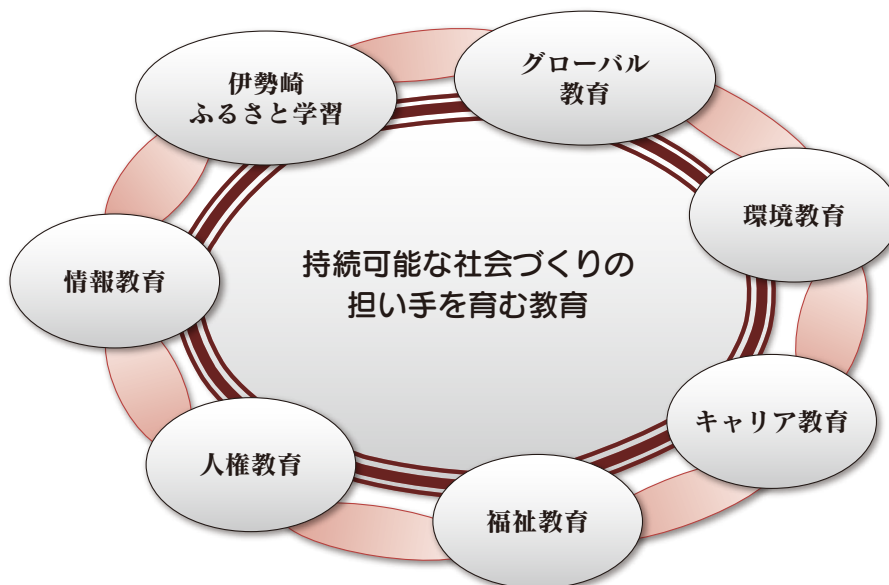 伊勢崎
ふるさと学習
グローバル
教育
環境教育
情報教育
持続可能な社会づくりの
担い手を育む教育
キャリア教育
人権教育
福祉教育